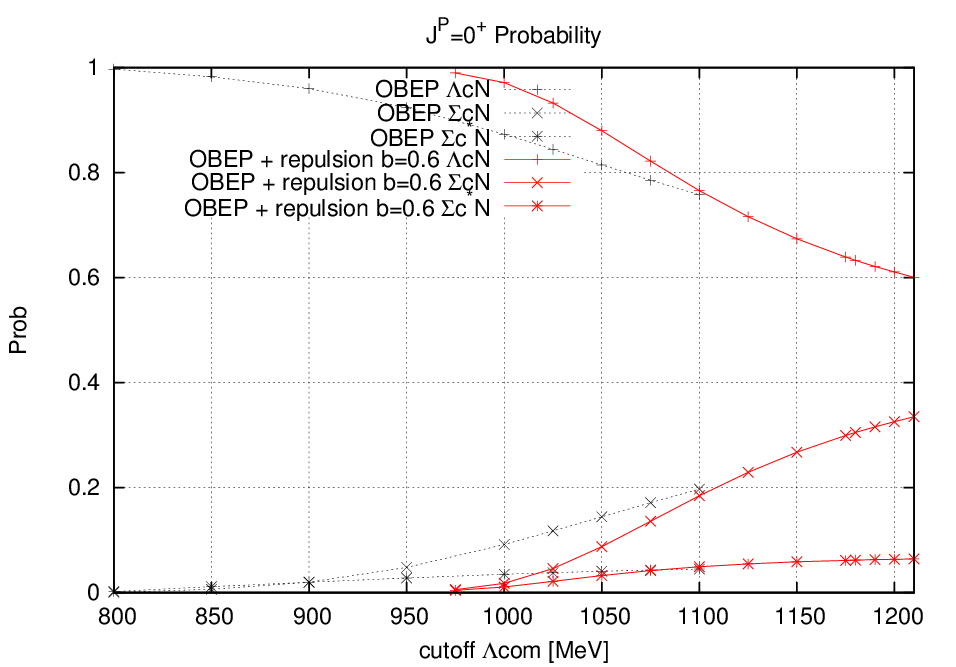 J^P=0^+ Probability
OBEP ΛcN
OBEP ΣcN
OBEP Σc*N
OBEP + repulsion b=0.6 ΛcN
OBEP + repulsion b=0.6 ΣcN
OBEP + repulsion b=0.6 Σc*N
1
0.8
0.6
0.4
0.2
0
Prob
800 850 900 950 1000 1050 1100 1150 1200
cutoff Λcom [MeV]